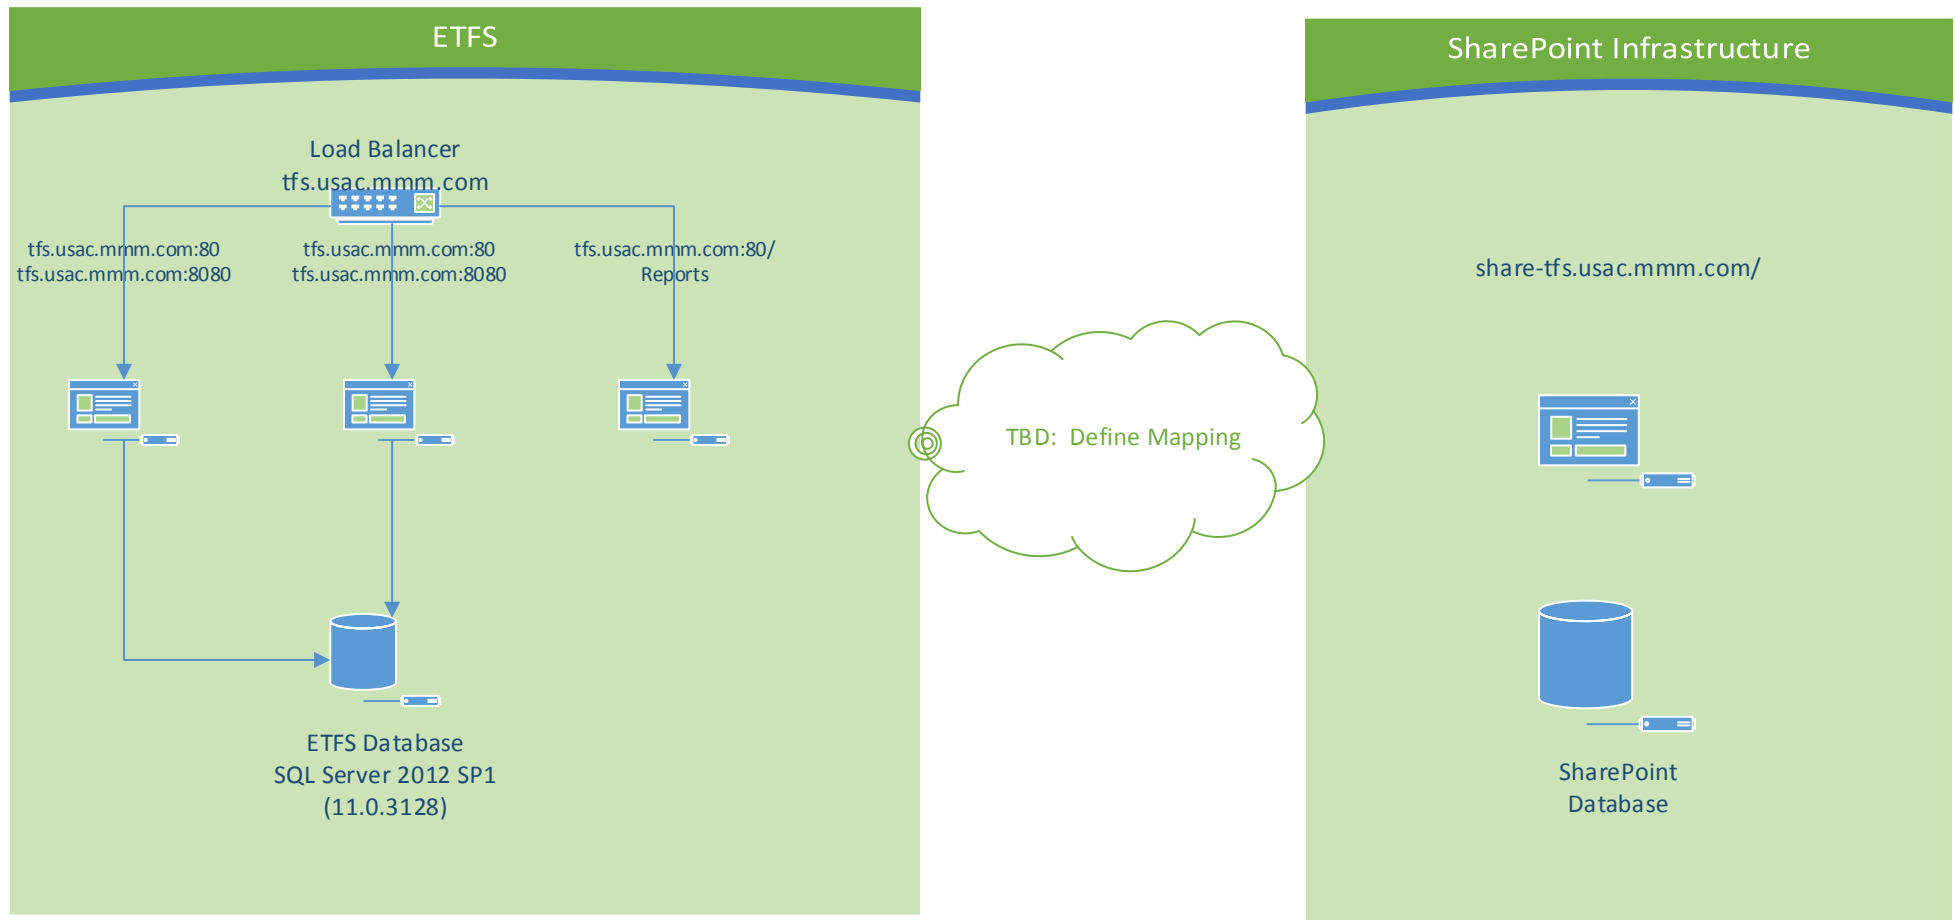 ETFS
SharePoint Infrastructure
Load Balancer
tfs.usac.mmm.com
tfs.usac.mmm.com:80
tfs.usac.mmm.com:8080
tfs.usac.mmm.com:80
tfs.usac.mmm.com:8080
tfs.usac.mmm.com:80/
Reports
share-tfs.usac.mmm.com/
TBD:  Define Mapping
ETFS Database
SQL Server 2012 SP1
(11.0.3128)
SharePoint
Database